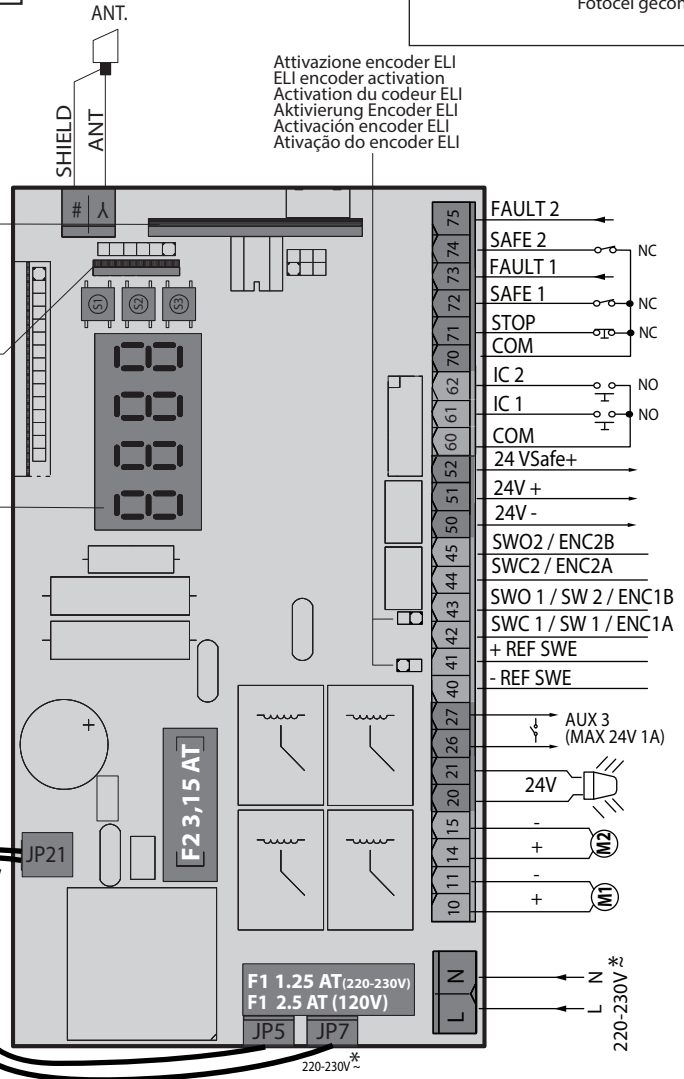 Fotocel gecon
ANT.
Attivazione encoder ELI
ELI encoder activation
Activation du codeur ELI
Aktivierung Encoder ELI
Activación encoder ELI
Ativação do encoder ELI
SHIELD
ANT
# Y
S1 S2 S3
75 FAULT 2
74 SAFE 2 NC
73 FAULT 1
72 SAFE 1 NC
71 STOP NC
70 COM
62 IC 2 NO
61 IC 1 NO
60 COM
52 24 VSafe+
51 24V +
50 24V -
45 SWO2 / ENC2B
44 SWC2 / ENC2A
43 SWO 1 / SW 2 / ENC1B
42 SWC 1 / SW 1 / ENC1A
41 + REF SWE
40 - REF SWE
27 AUX 3
26 (MAX 24V 1A)
21
20 24V
15 -
14 + M2
11 -
10 + M1
+
F2 3,15 AT
JP21
F1 1.25 AT(220-230V)
F1 2.5 AT (120V)
N N
L L
220-230V *~
JP5 JP7
220-230V *~